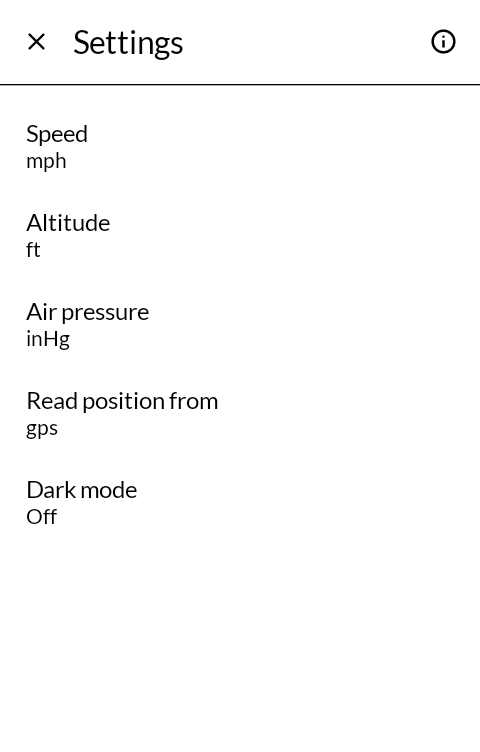 Settings
Speed
mph
Altitude
ft
Air pressure
inHg
Read position from
gps
Dark mode
Off